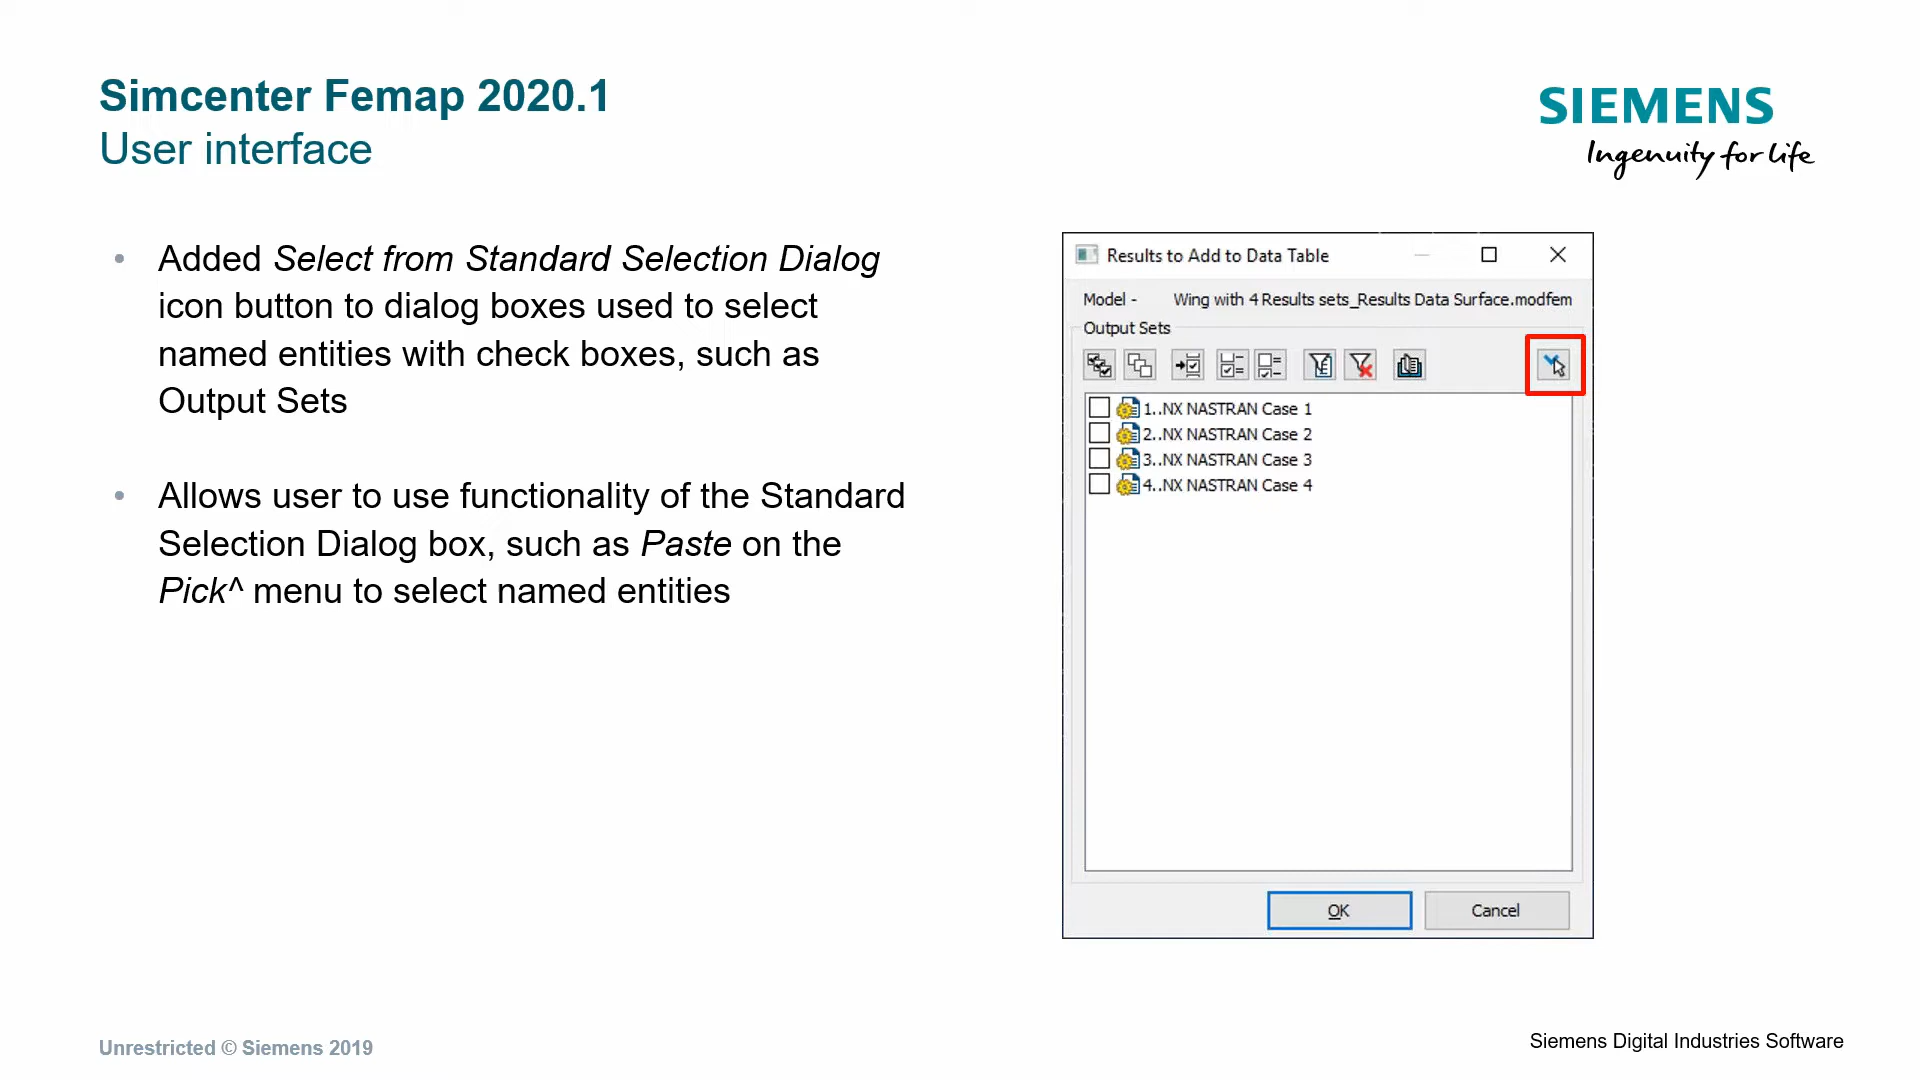 Simcenter Femap 2020.1
User interface
SIEMENS
Ingenuity for life
• Added Select from Standard Selection Dialog
icon button to dialog boxes used to select
named entities with check boxes, such as
Output Sets
• Allows user to use functionality of the Standard
Selection Dialog box, such as Paste on the
Pick^ menu to select named entities
Results to Add to Data Table
Model - Wing with 4 Results sets_Results Data Surface.modfem
Output Sets
1..NX NASTRAN Case 1
2..NX NASTRAN Case 2
3..NX NASTRAN Case 3
4..NX NASTRAN Case 4
OK Cancel
Unrestricted © Siemens 2019
Siemens Digital Industries Software